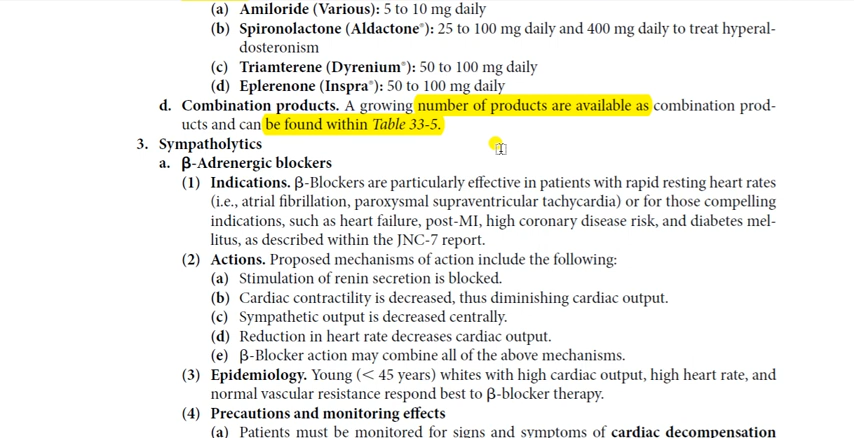 (a) Amiloride (Various): 5 to 10 mg daily
(b) Spironolactone (Aldactone®): 25 to 100 mg daily and 400 mg daily to treat hyperal-
dosteronism
(c) Triamterene (Dyrenium®): 50 to 100 mg daily
(d) Eplerenone (Inspra®): 50 to 100 mg daily
d. Combination products. A growing number of products are available as combination prod-
ucts and can be found within Table 33-5.
3. Sympatholytics
a. β-Adrenergic blockers
(1) Indications. β-Blockers are particularly effective in patients with rapid resting heart rates
(i.e., atrial fibrillation, paroxysmal supraventricular tachycardia) or for those compelling
indications, such as heart failure, post-MI, high coronary disease risk, and diabetes mel-
litus, as described within the JNC-7 report.
(2) Actions. Proposed mechanisms of action include the following:
(a) Stimulation of renin secretion is blocked.
(b) Cardiac contractility is decreased, thus diminishing cardiac output.
(c) Sympathetic output is decreased centrally.
(d) Reduction in heart rate decreases cardiac output.
(e) β-Blocker action may combine all of the above mechanisms.
(3) Epidemiology. Young (< 45 years) whites with high cardiac output, high heart rate, and
normal vascular resistance respond best to β-blocker therapy.
(4) Precautions and monitoring effects
(a) Patients must be monitored for signs and symptoms of cardiac decompensation